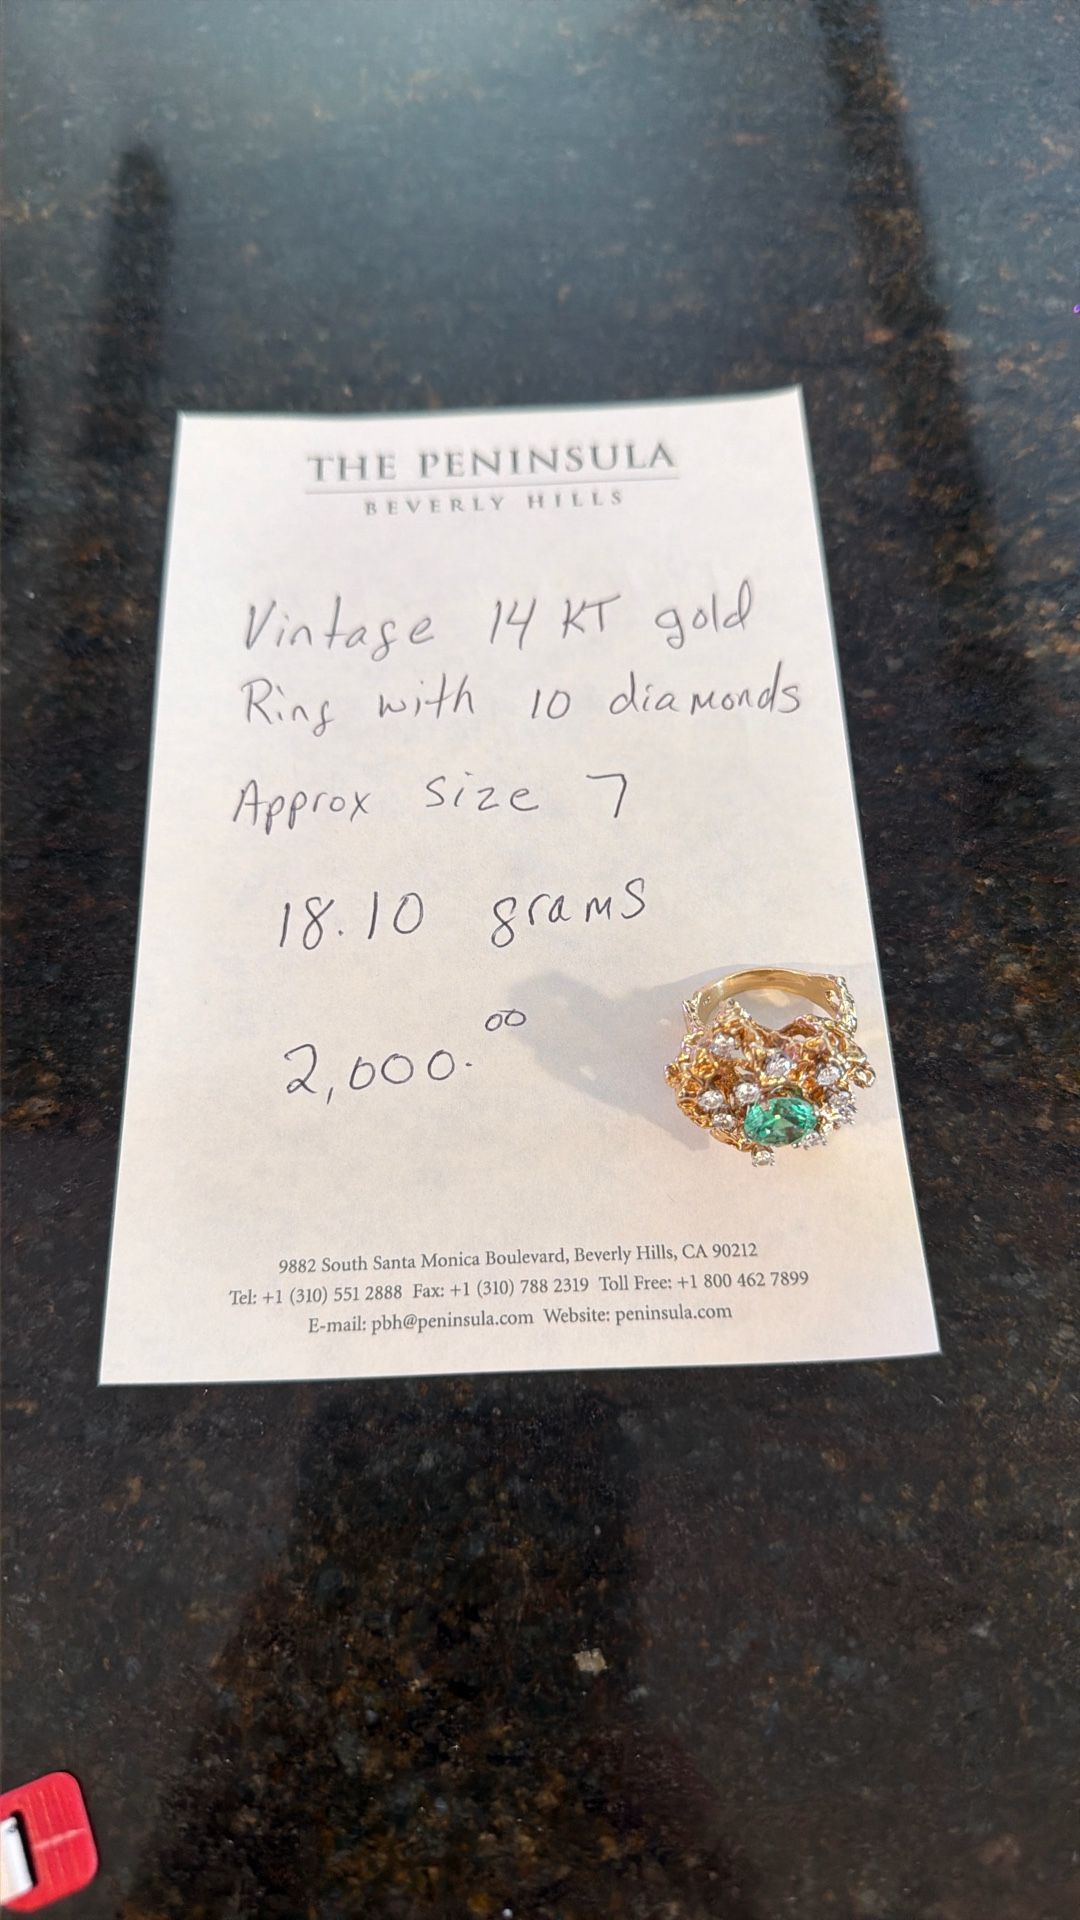 THE PENINSULA
BEVERLY HILLS
Vintage 14 KT gold
Ring with 10 diamonds
Approx size 7
18.10 grams
2,000.00
9882 South Santa Monica Boulevard, Beverly Hills, CA 90212
Tel: +1 (310) 551 2888 Fax: +1 (310) 788 2319 Toll Free: +1 800 462 7899
E-mail: pbh@peninsula.com Website: peninsula.com